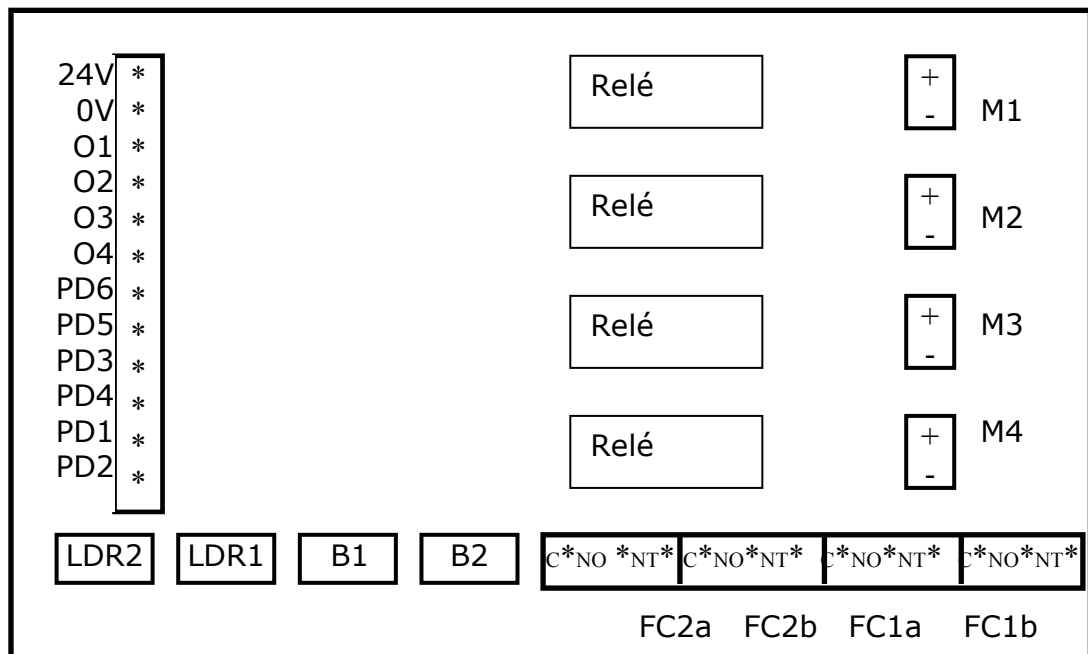 24V * Relé +
0V * - M1
O1 *
O2 * Relé +
O3 * - M2
O4 *
PD6 *
PD5 * Relé + M3
PD3 * -
PD4 *
PD1 * Relé + M4
PD2 * -
LDR2 LDR1 B1 B2 C*NO *NT* C*NO*NT* C*NO*NT* C*NO*NT*
FC2a FC2b FC1a FC1b